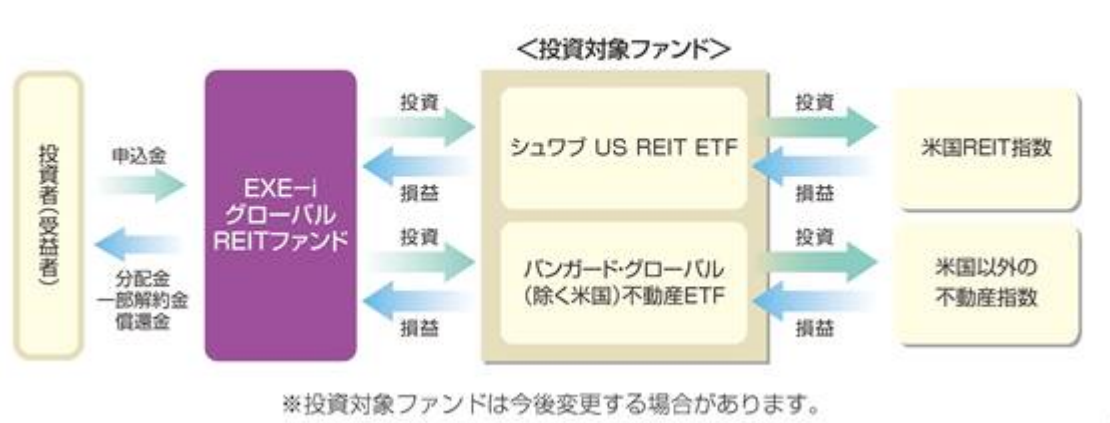 ＜投資対象ファンド＞
投資者(受益者)
申込金
分配金
一部解約金
償還金
EXE－i
グローバル
REITファンド
投資
損益
投資
損益
シュワブ US REIT ETF
バンガード・グローバル
(除く米国)不動産ETF
投資
損益
投資
損益
米国REIT指数
米国以外の
不動産指数
※投資対象ファンドは今後変更する場合があります。